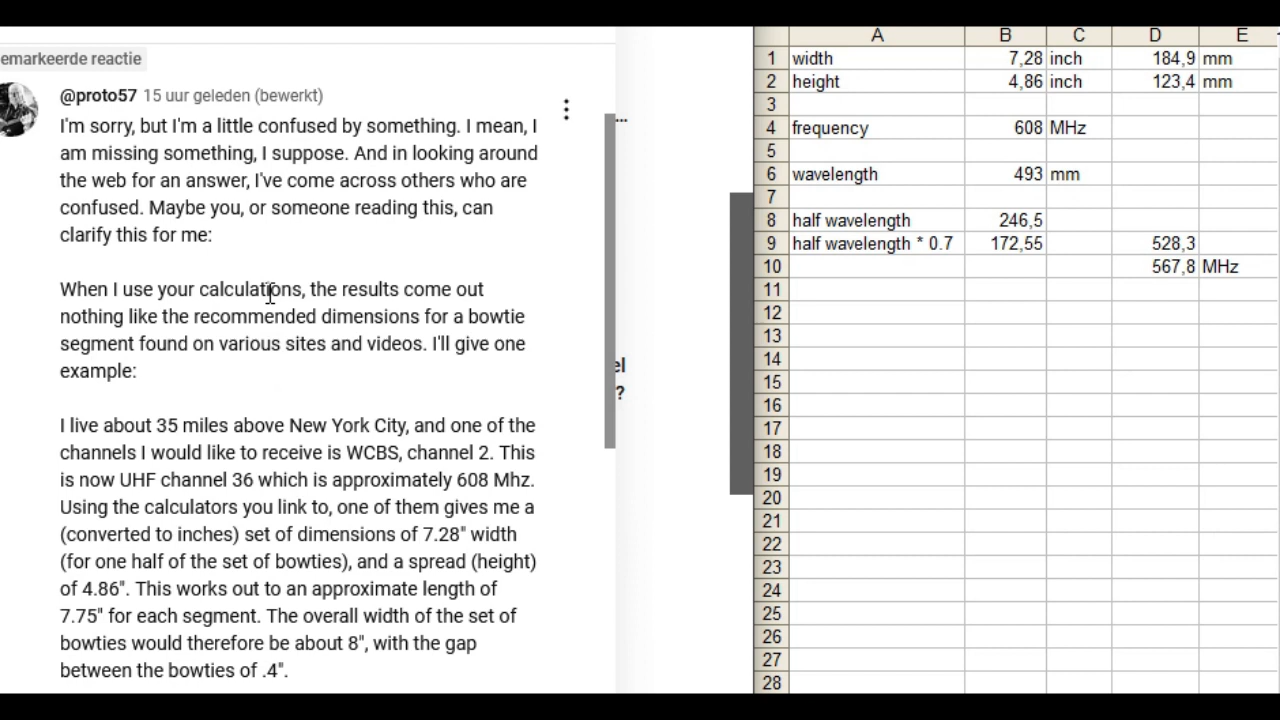 emarkeerde reactie
@proto57 15 uur geleden (bewerkt)
I'm sorry, but I'm a little confused by something. I mean, I
am missing something, I suppose. And in looking around
the web for an answer, I've come across others who are
confused. Maybe you, or someone reading this, can
clarify this for me:
When I use your calculations, the results come out
nothing like the recommended dimensions for a bowtie
segment found on various sites and videos. I'll give one
example:
I live about 35 miles above New York City, and one of the
channels I would like to receive is WCBS, channel 2. This
is now UHF channel 36 which is approximately 608 Mhz.
Using the calculators you link to, one of them gives me a
(converted to inches) set of dimensions of 7.28" width
(for one half of the set of bowties), and a spread (height)
of 4.86". This works out to an approximate length of
7.75" for each segment. The overall width of the set of
bowties would therefore be about 8", with the gap
between the bowties of .4".
...
el
?
A B C D E
1 width 7,28 inch 184,9 mm
2 height 4,86 inch 123,4 mm
3
4 frequency 608 MHz
5
6 wavelength 493 mm
7
8 half wavelength 246,5
9 half wavelength * 0.7 172,55 528,3
10 567,8 MHz
11
12
13
14
15
16
17
18
19
20
21
22
23
24
25
26
27
28